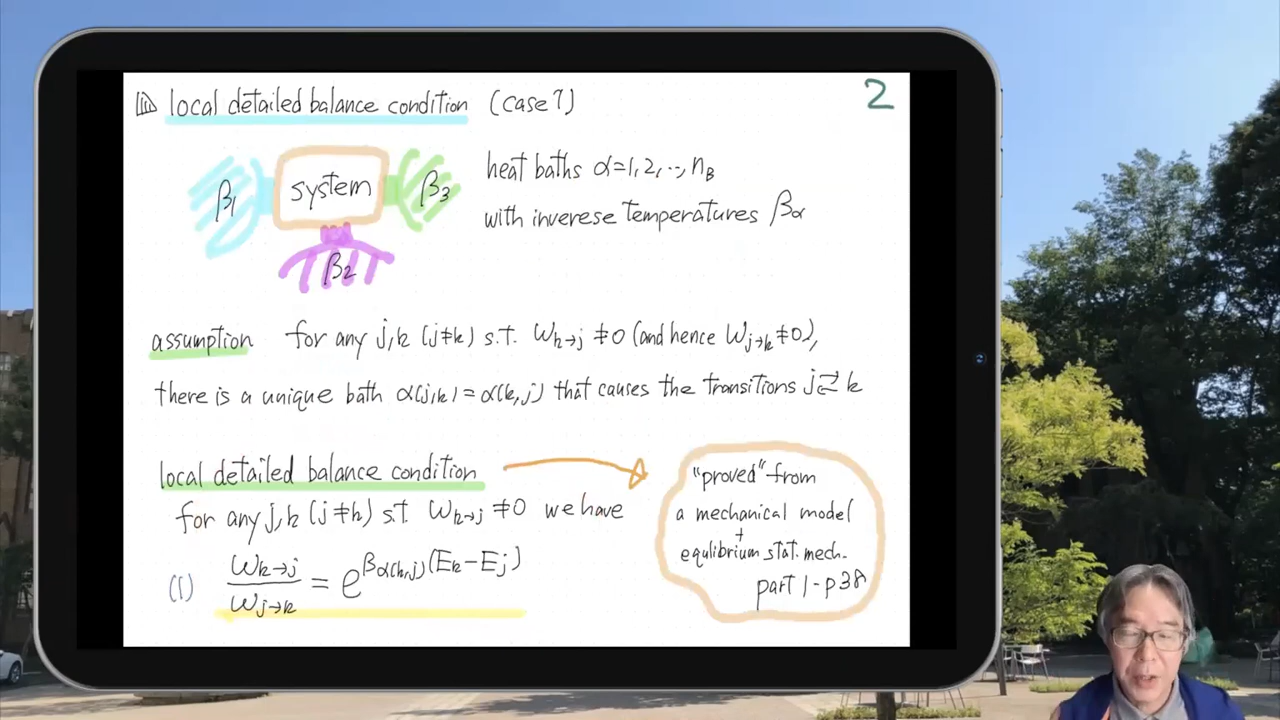 local detailed balance condition (case 1)
2
β1
system
β3
β2
heat baths α=1,2,..,nB
with inverese temperatures βα
assumption for any j,k (j≠k) s.t. wk→j ≠0 (and hence wj→k ≠0),
there is a unique bath α(j,k)=α(k,j) that causes the transitions j⇄k
local detailed balance condition
for any j,k (j≠k) s.t. wk→j ≠0 we have
(1) wk→j / wj→k = e^βα(k,j)(Ek−Ej)
"proved" from
a mechanical model
+
equlibrium stat. mech.
part 1-p38